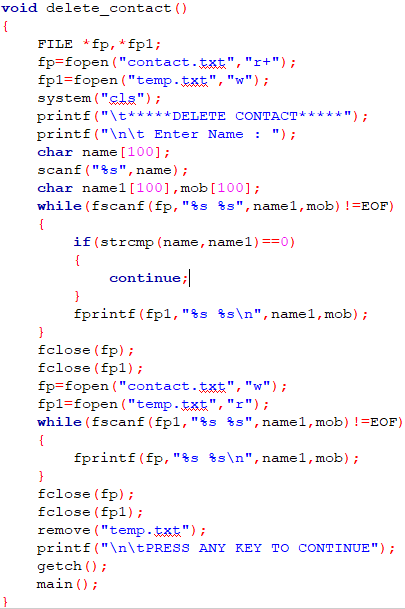 void delete_contact()
{
    FILE *fp,*fp1;
    fp=fopen("contact.txt","r+");
    fp1=fopen("temp.txt","w");
    system("cls");
    printf("\t*****DELETE CONTACT*****");
    printf("\n\t Enter Name : ");
    char name[100];
    scanf("%s",name);
    char name1[100],mob[100];
    while(fscanf(fp,"%s %s",name1,mob)!=EOF)
    {
        if(strcmp(name,name1)==0)
        {
            continue;
        }
        fprintf(fp1,"%s %s\n",name1,mob);
    }
    fclose(fp);
    fclose(fp1);
    fp=fopen("contact.txt","w");
    fp1=fopen("temp.txt","r");
    while(fscanf(fp1,"%s %s",name1,mob)!=EOF)
    {
        fprintf(fp,"%s %s\n",name1,mob);
    }
    fclose(fp);
    fclose(fp1);
    remove("temp.txt");
    printf("\n\tPRESS ANY KEY TO CONTINUE");
    getch();
    main();
}